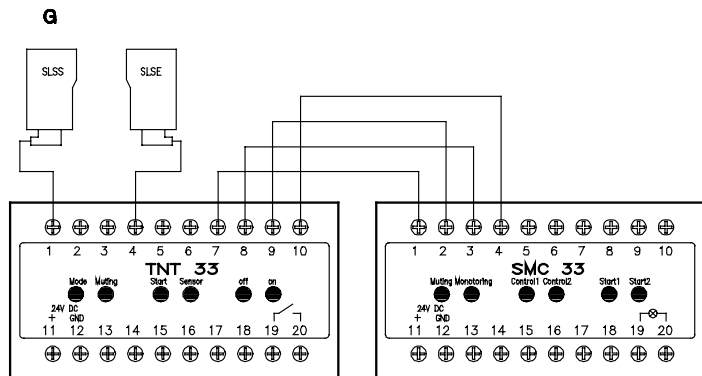 G
SLSS SLSE
1 2 3 4 5 6 7 8 9 10
TNT 33
Mode Muting Start Sensor off on
24V DC
+ GND
11 12 13 14 15 16 17 18 19 20
1 2 3 4 5 6 7 8 9 10
SMC 33
Muting Monotoring Control1 Control2 Start1 Start2
24V DC
+ GND
11 12 13 14 15 16 17 18 19 20